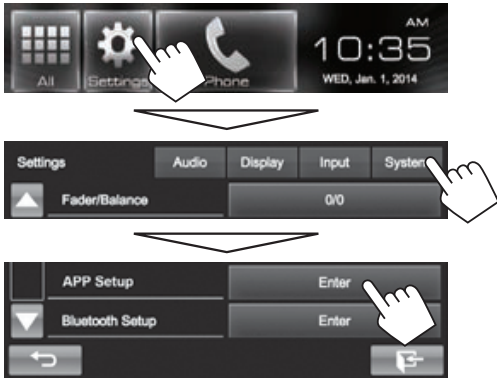 AM
10:35
All Settings Phone WED, Jan. 1, 2014
Settings Audio Display Input System
Fader/Balance 0/0
APP Setup Enter
Bluetooth Setup Enter